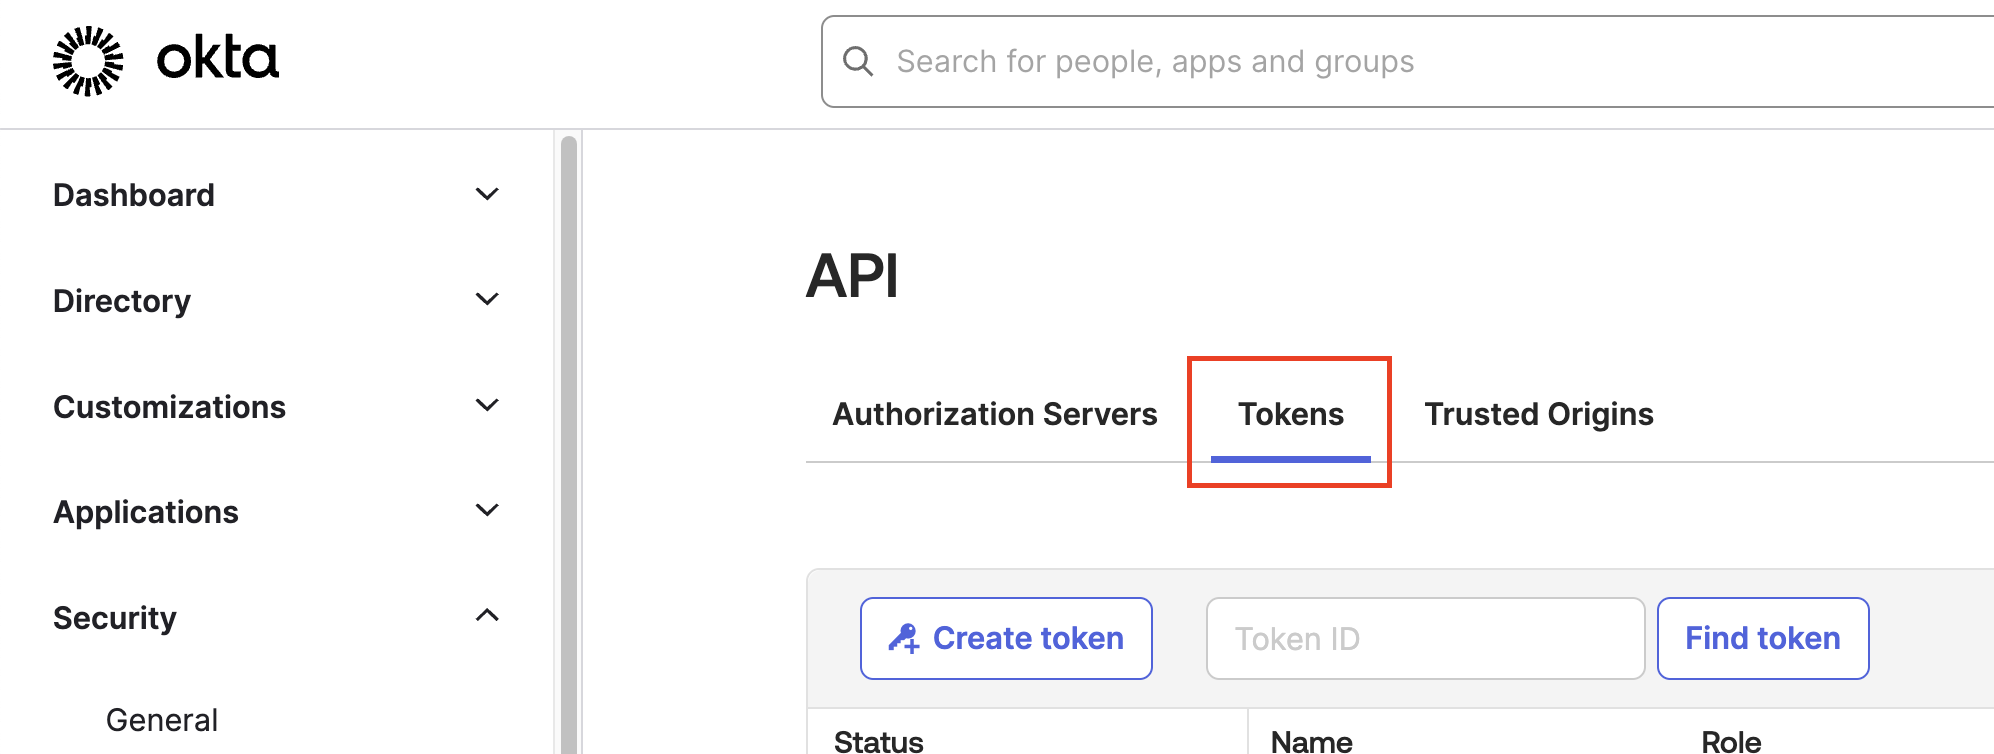 okta
Search for people, apps and groups
Dashboard
Directory
Customizations
Applications
Security
General
API
Authorization Servers
Tokens
Trusted Origins
Create token
Token ID
Find token
Status
Name
Role